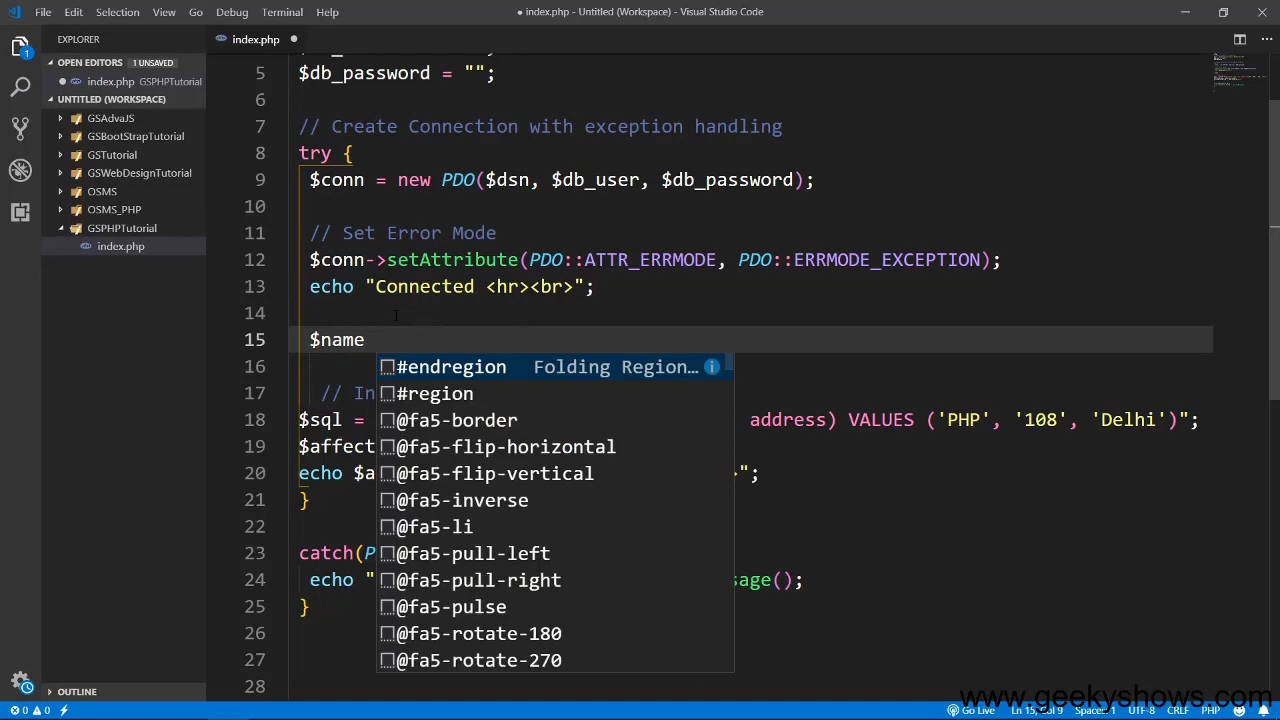 File Edit Selection View Go Debug Terminal Help
● index.php - Untitled (Workspace) - Visual Studio Code
EXPLORER
index.php ●
OPEN EDITORS 1 UNSAVED
● index.php GSPHPTutorial
UNTITLED (WORKSPACE)
GSAdvaJS
GSBootStrapTutorial
GSTutorial
GSWebDesignTutorial
OSMS
OSMS_PHP
GSPHPTutorial
index.php
OUTLINE
5 $db_password = "";
6
7 // Create Connection with exception handling
8 try {
9 $conn = new PDO($dsn, $db_user, $db_password);
10
11 // Set Error Mode
12 $conn->setAttribute(PDO::ATTR_ERRMODE, PDO::ERRMODE_EXCEPTION);
13 echo "Connected <hr><br>";
14
15 $name
16
17 // In
18 $sql = address) VALUES ('PHP', '108', 'Delhi')";
19 $affect
20 echo $a ";
21 }
22
23 catch(P
24 echo " sage();
25 }
26
27
28
#endregion Folding Region...
#region
@fa5-border
@fa5-flip-horizontal
@fa5-flip-vertical
@fa5-inverse
@fa5-li
@fa5-pull-left
@fa5-pull-right
@fa5-pulse
@fa5-rotate-180
@fa5-rotate-270
www.geekyshows.com
0 0 Go Live Ln 15, Col 9 Spaces: 1 UTF-8 CRLF PHP